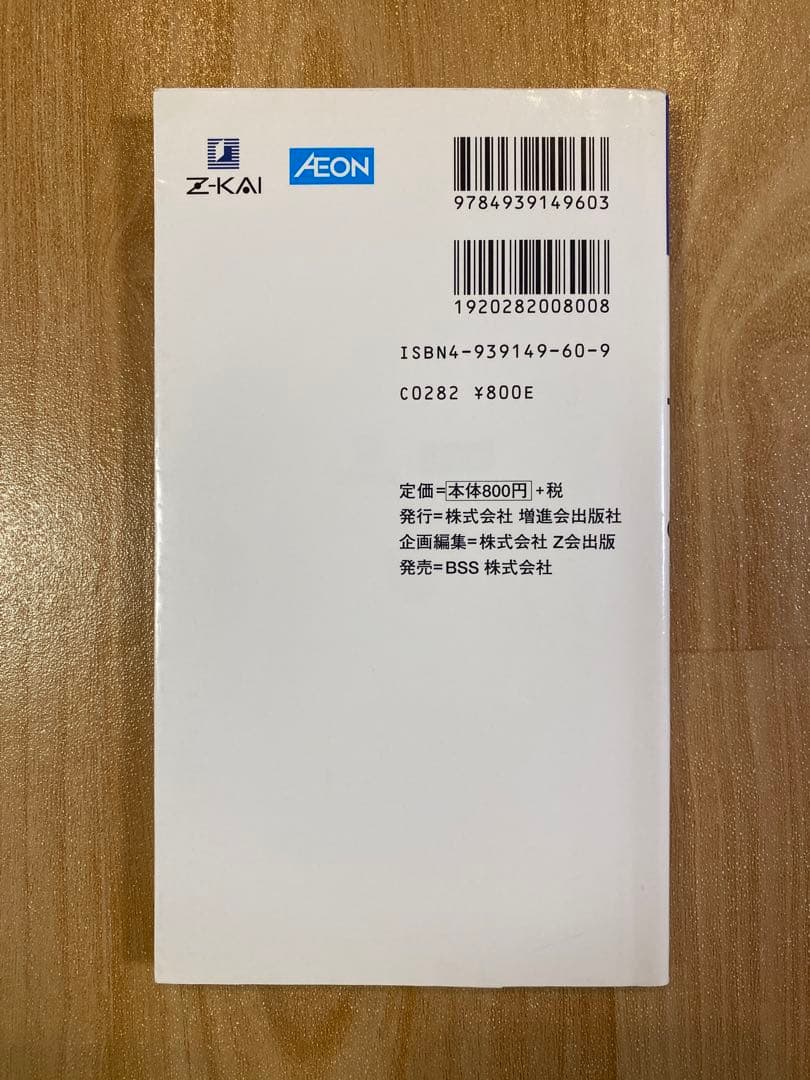 Z-KAI
ÆON
9784939149603
1920282008008
ISBN4-939149-60-9
C0282 ¥800E
定価=本体800円+税
発行=株式会社 増進会出版社
企画編集=株式会社 Z会出版
発売=BSS 株式会社